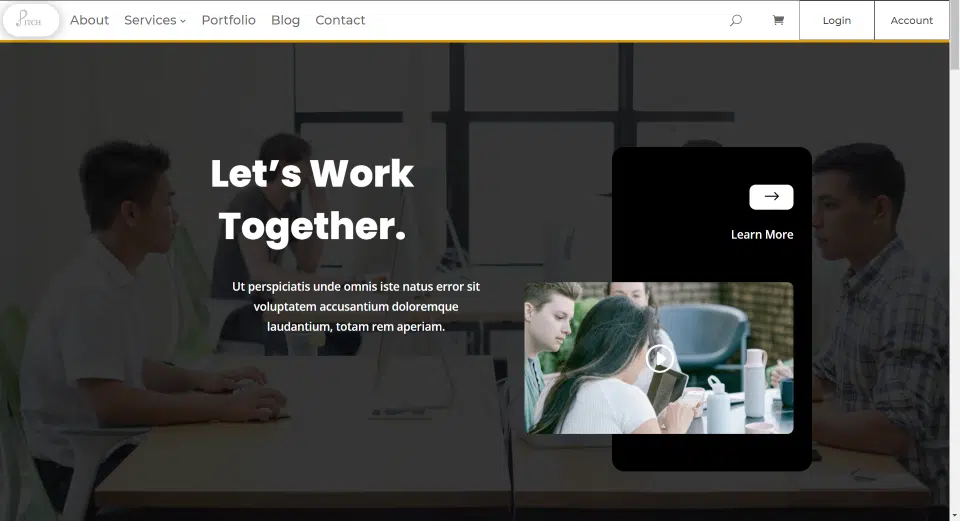 PITCH
About
Services
Portfolio
Blog
Contact
Login
Account
Let’s Work
Together.
Ut perspiciatis unde omnis iste natus error sit
voluptatem accusantium doloremque
laudantium, totam rem aperiam.
Learn More